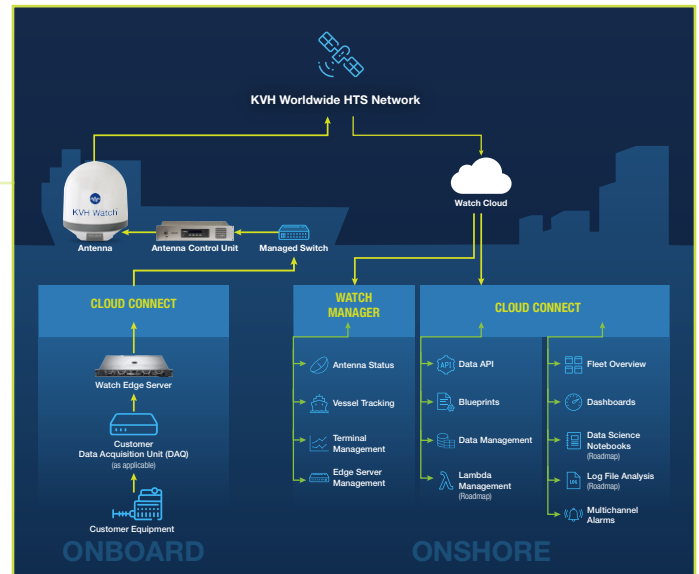 KVH Worldwide HTS Network
KVH Watch
Watch Cloud
Antenna
Antenna Control Unit
Managed Switch
CLOUD CONNECT
WATCH
MANAGER
CLOUD CONNECT
Watch Edge Server
Customer
Data Acquisition Unit (DAQ)
(as applicable)
Customer Equipment
Antenna Status
Vessel Tracking
Terminal
Management
Edge Server
Management
API
Data API
Blueprints
Data Management
Lambda
Management
(Roadmap)
Fleet Overview
Dashboards
Data Science
Notebooks
(Roadmap)
LOG
Log File Analysis
(Roadmap)
Multichannel
Alarms
ONBOARD
ONSHORE